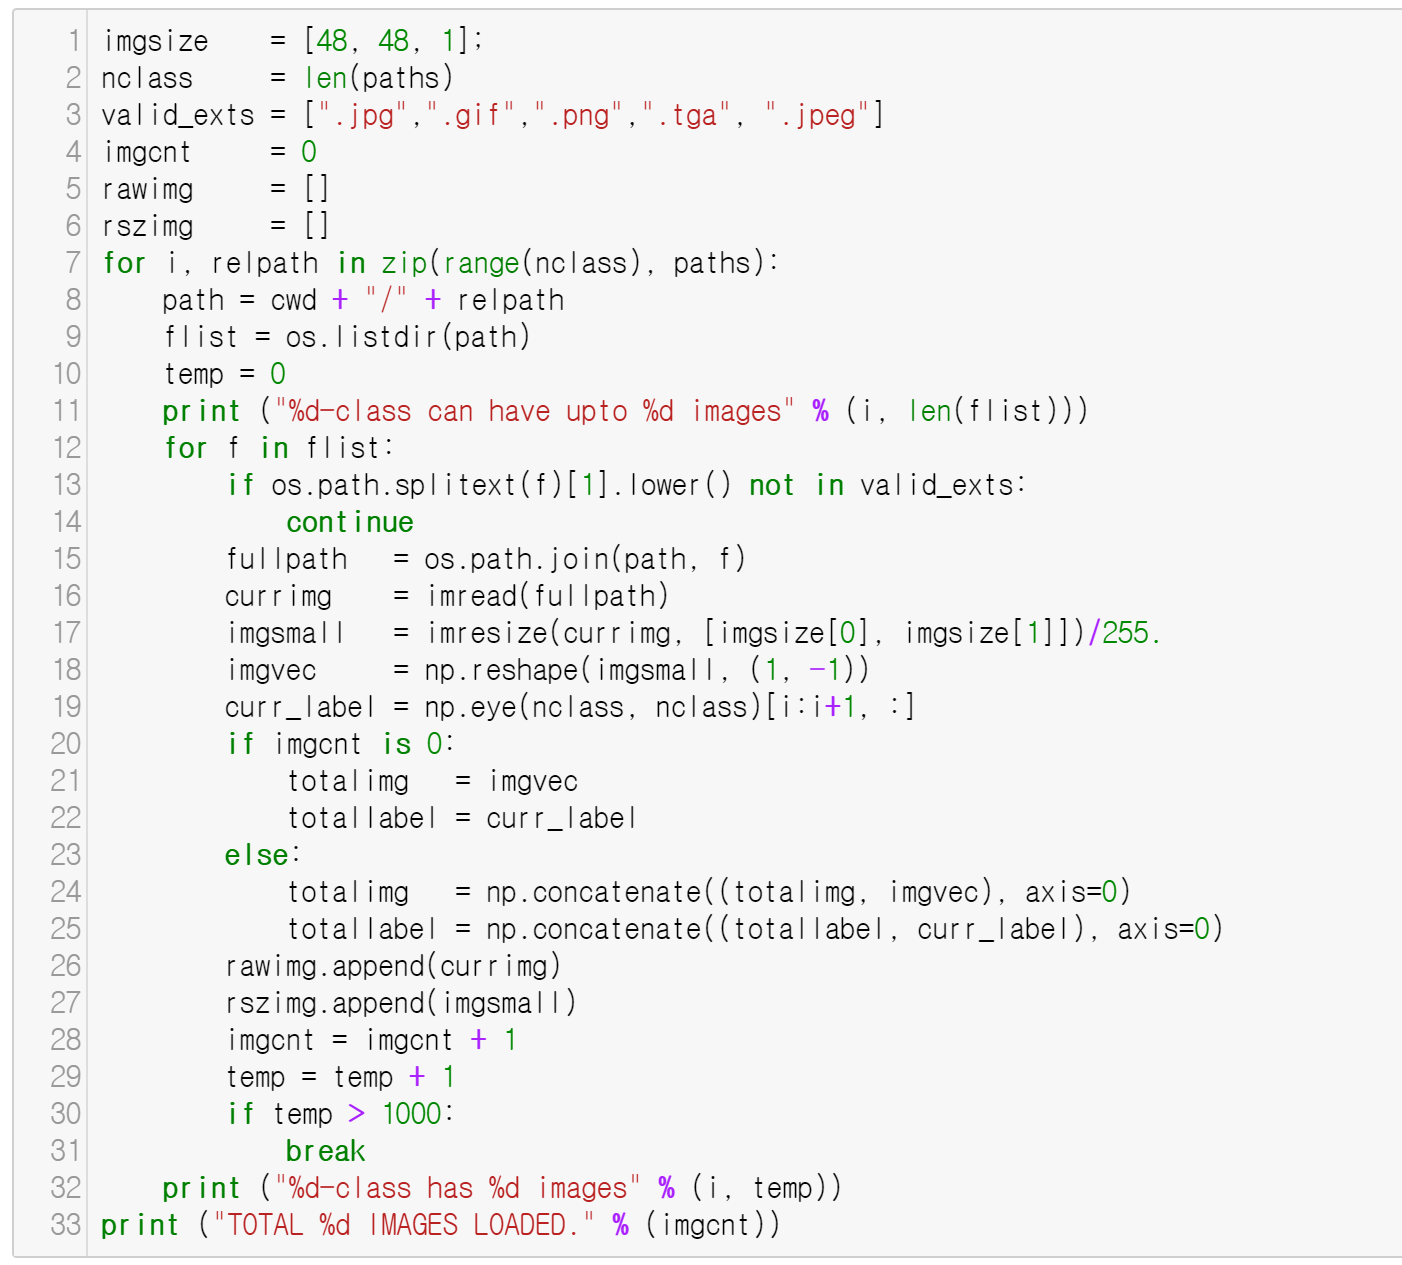 1 imgsize    = [48, 48, 1];
2 nclass     = len(paths)
3 valid_exts = [".jpg",".gif",".png",".tga", ".jpeg"]
4 imgcnt     = 0
5 rawimg     = []
6 rszimg     = []
7 for i, relpath in zip(range(nclass), paths):
8     path = cwd + "/" + relpath
9     flist = os.listdir(path)
10     temp = 0
11     print ("%d-class can have upto %d images" % (i, len(flist)))
12     for f in flist:
13         if os.path.splitext(f)[1].lower() not in valid_exts:
14             continue
15         fullpath   = os.path.join(path, f)
16         currimg    = imread(fullpath)
17         imgsmall   = imresize(currimg, [imgsize[0], imgsize[1]])/255.
18         imgvec     = np.reshape(imgsmall, (1, -1))
19         curr_label = np.eye(nclass, nclass)[i:i+1, :]
20         if imgcnt is 0:
21             totalimg   = imgvec
22             totallabel = curr_label
23         else:
24             totalimg   = np.concatenate((totalimg, imgvec), axis=0)
25             totallabel = np.concatenate((totallabel, curr_label), axis=0)
26         rawimg.append(currimg)
27         rszimg.append(imgsmall)
28         imgcnt = imgcnt + 1
29         temp = temp + 1
30         if temp > 1000:
31             break
32     print ("%d-class has %d images" % (i, temp))
33 print ("TOTAL %d IMAGES LOADED." % (imgcnt))